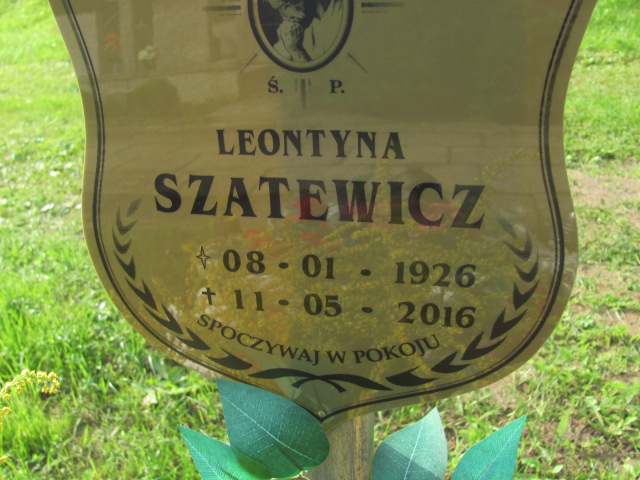 Ś. P.
LEONTYNA
SZATEWICZ
08 - 01 - 1926
11 - 05 - 2016
SPOCZYWAJ W POKOJU